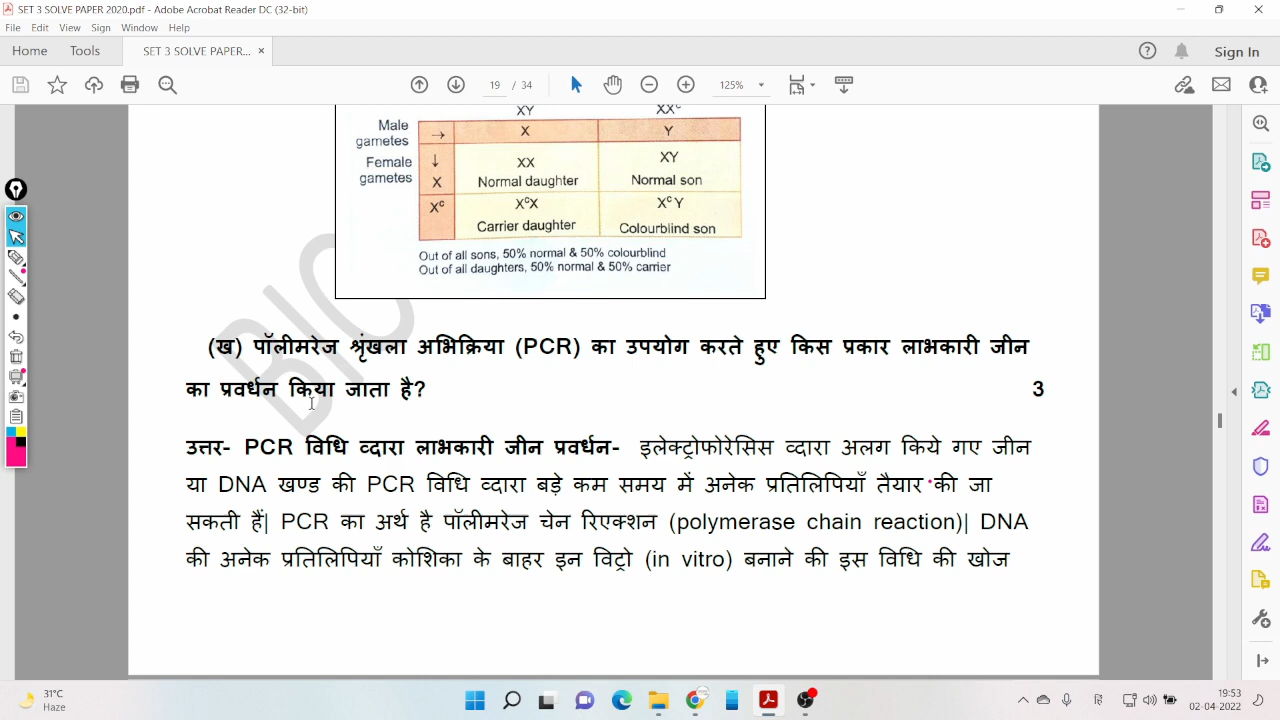 SET 3 SOLVE PAPER 2020.pdf - Adobe Acrobat Reader DC (32-bit)
File Edit View Sign Window Help
Home Tools SET 3 SOLVE PAPER... × Sign In
19 / 34 125%
XY XXᶜ
Male gametes → X Y
Female gametes ↓
X XX Normal daughter XY Normal son
Xᶜ XᶜX Carrier daughter XᶜY Colourblind son
Out of all sons, 50% normal & 50% colourblind
Out of all daughters, 50% normal & 50% carrier
BIO
(ख) पॉलीमरेज श्रृंखला अभिक्रिया (PCR) का उपयोग करते हुए किस प्रकार लाभकारी जीन
का प्रवर्धन किया जाता है? 3
उत्तर- PCR विधि व्दारा लाभकारी जीन प्रवर्धन- इलेक्ट्रोफोरेसिस व्दारा अलग किये गए जीन
या DNA खण्ड की PCR विधि व्दारा बड़े कम समय में अनेक प्रतिलिपियाँ तैयार की जा
सकती हैं| PCR का अर्थ है पॉलीमरेज चेन रिएक्शन (polymerase chain reaction)| DNA
की अनेक प्रतिलिपियाँ कोशिका के बाहर इन विट्रो (in vitro) बनाने की इस विधि की खोज
31°C
Haze
19:53
02-04-2022